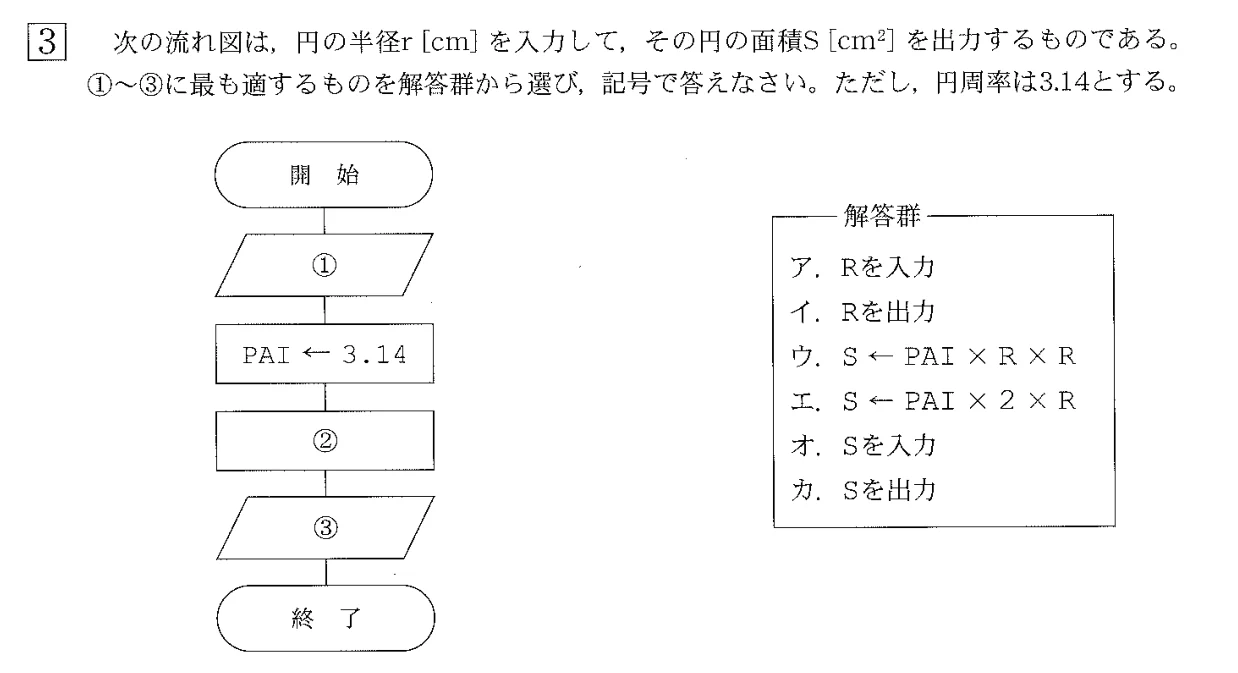 3 次の流れ図は，円の半径r［cm］を入力して，その円の面積S［cm²］を出力するものである。
①～③に最も適するものを解答群から選び，記号で答えなさい。ただし，円周率は3.14とする。
開　始
①
PAI ← 3.14
②
③
終　了
解答群
ア．Rを入力
イ．Rを出力
ウ．S ← PAI × R × R
エ．S ← PAI × 2 × R
オ．Sを入力
カ．Sを出力